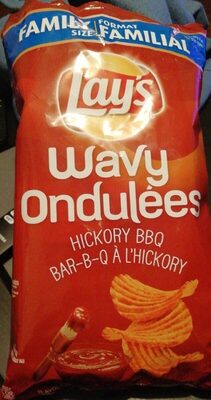 FAMILY FORMAT
SIZE FAMILIAL
Lay's
Wavy
Ondulées
HICKORY BBQ
BAR-B-Q À L'HICKORY